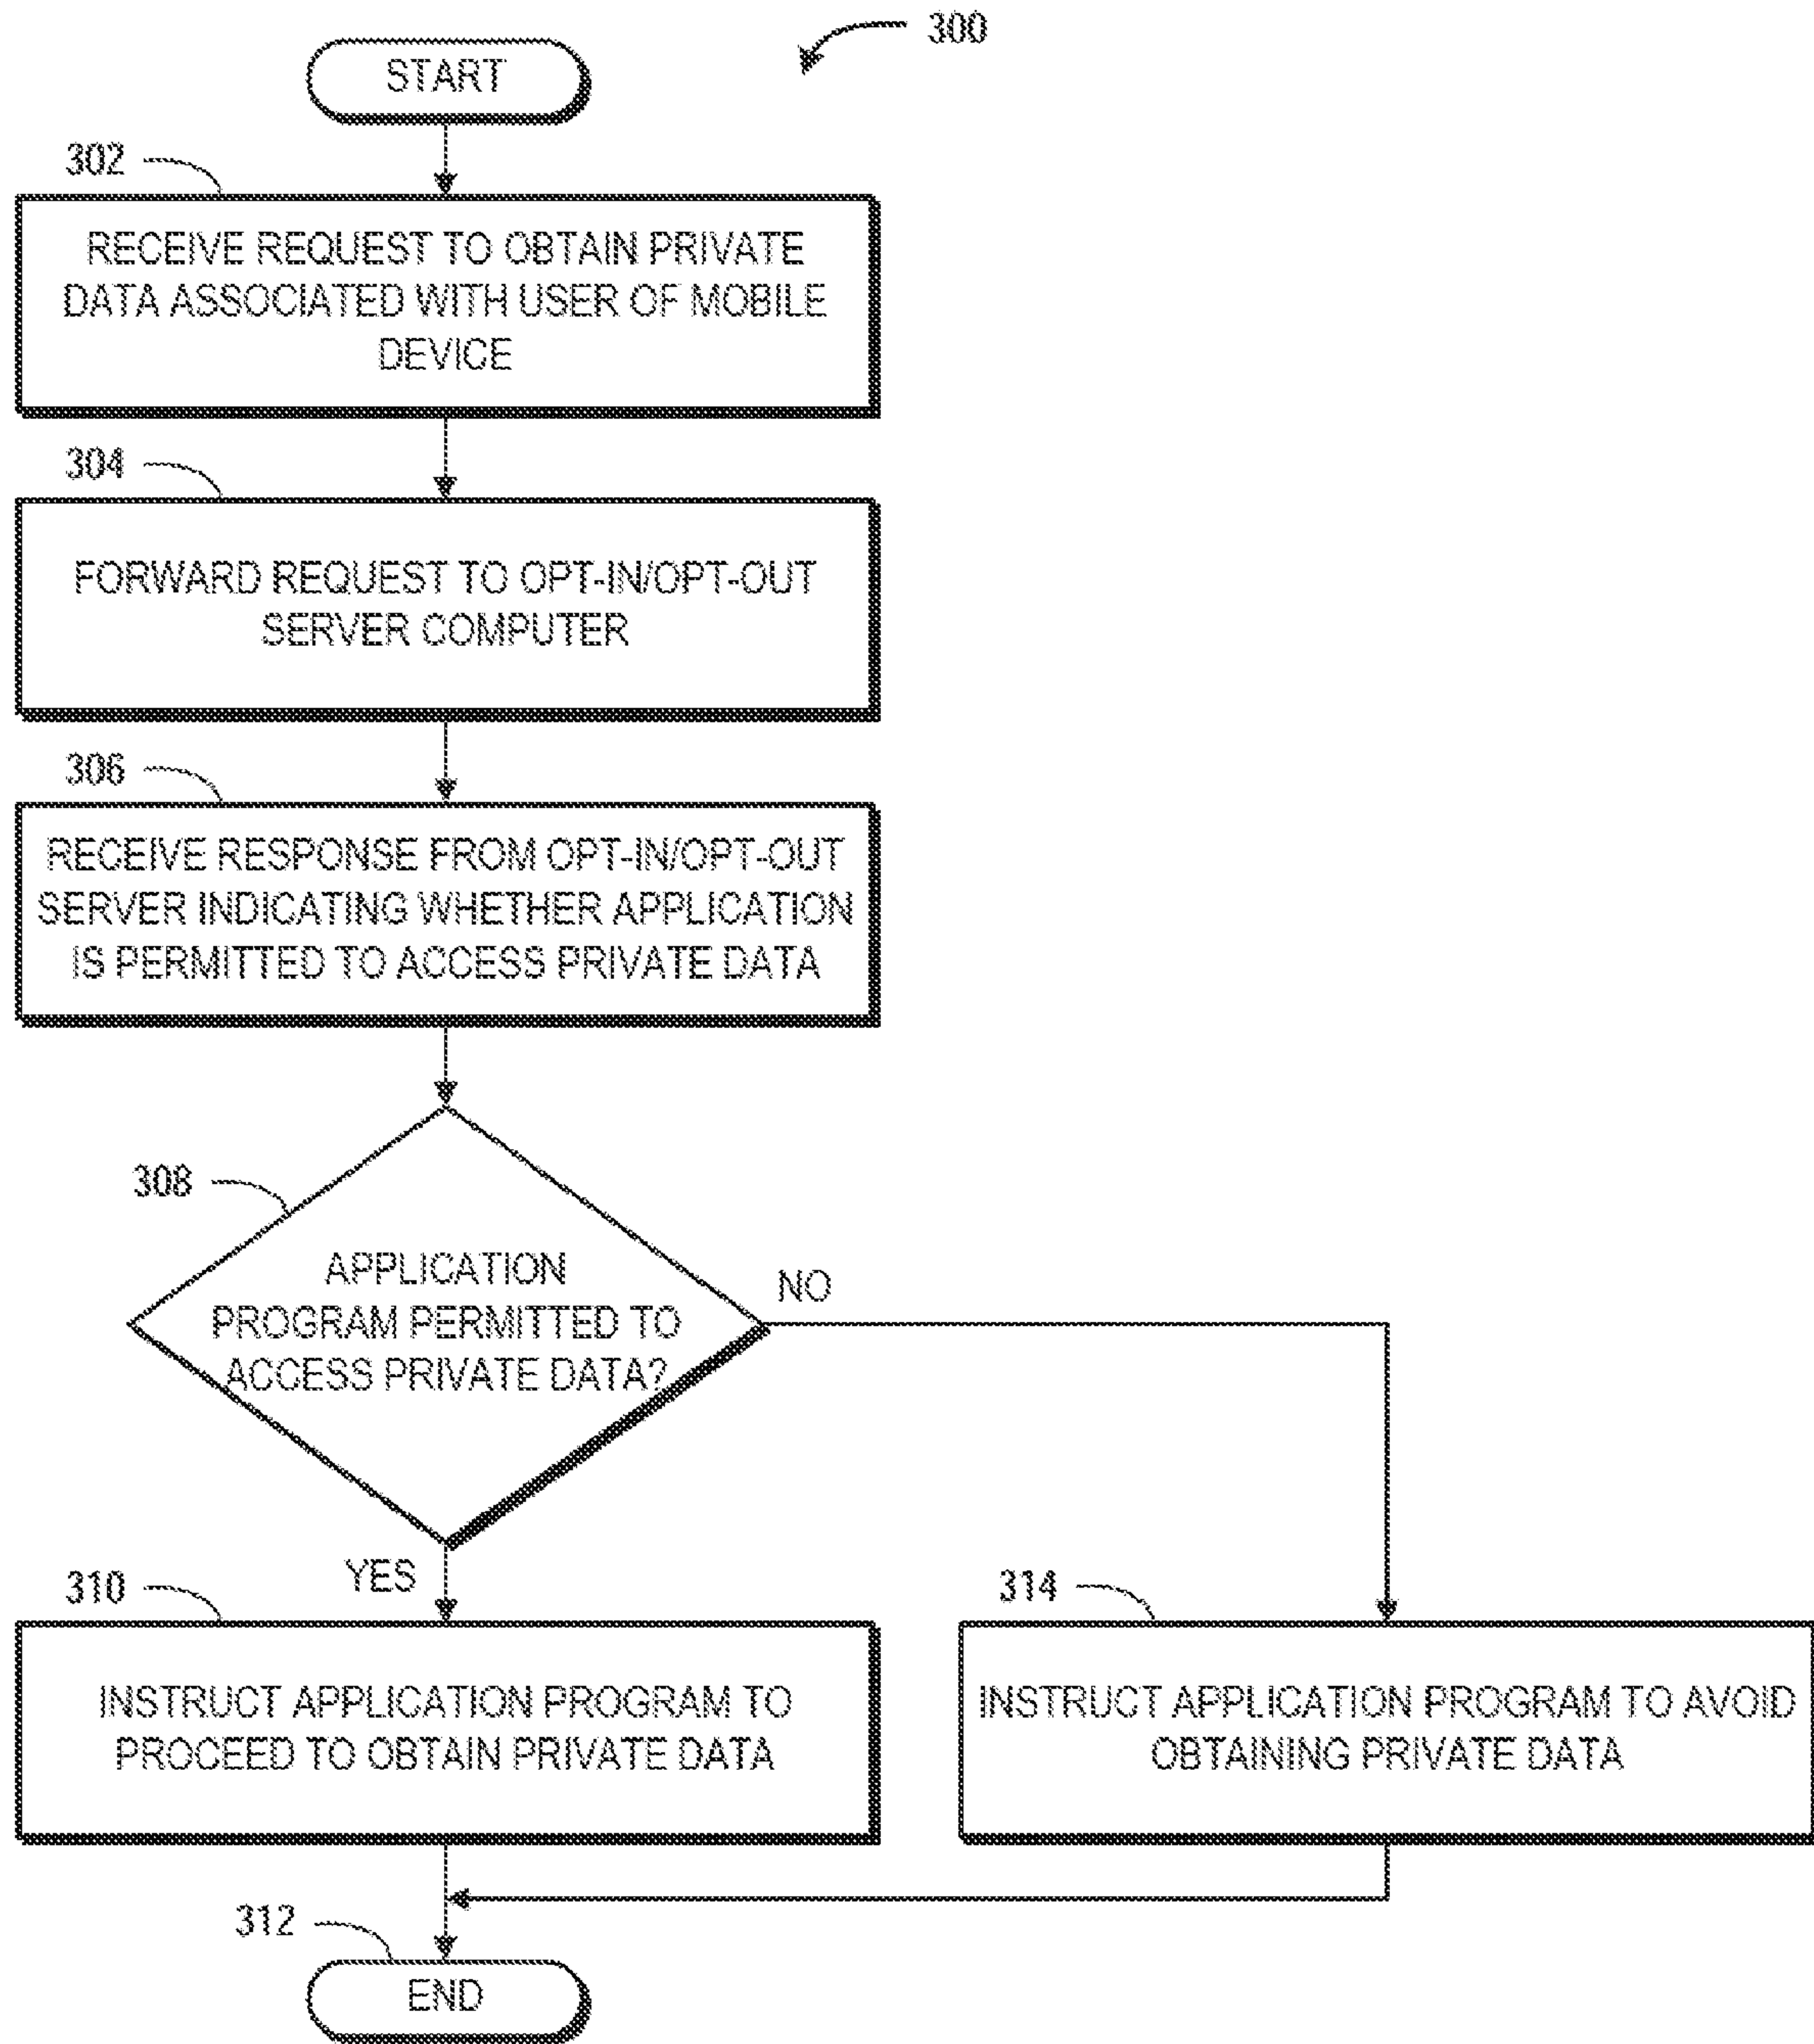 300
START
302
RECEIVE REQUEST TO OBTAIN PRIVATE
DATA ASSOCIATED WITH USER OF MOBILE
DEVICE
304
FORWARD REQUEST TO OPT-IN/OPT-OUT
SERVER COMPUTER
306
RECEIVE RESPONSE FROM OPT-IN/OPT-OUT
SERVER INDICATING WHETHER APPLICATION
IS PERMITTED TO ACCESS PRIVATE DATA
308
APPLICATION
PROGRAM PERMITTED TO
ACCESS PRIVATE DATA?
NO
YES
310
INSTRUCT APPLICATION PROGRAM TO
PROCEED TO OBTAIN PRIVATE DATA
314
INSTRUCT APPLICATION PROGRAM TO AVOID
OBTAINING PRIVATE DATA
312
END